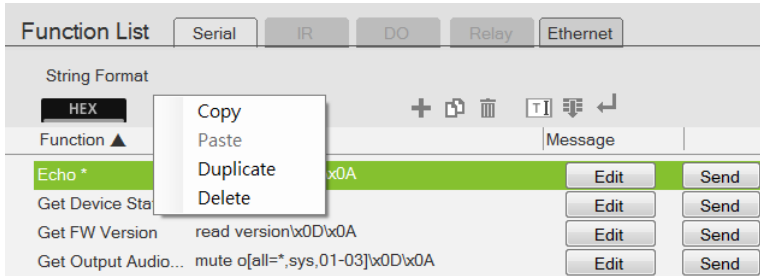 Function List Serial IR DO Relay Ethernet
String Format
HEX
Copy
Paste
Duplicate
Delete
Function ▲ Message
Echo * \x0A Edit Send
Get Device Sta Edit Send
Get FW Version read version\x0D\x0A Edit Send
Get Output Audio... mute o[all=*,sys,01-03]\x0D\x0A Edit Send